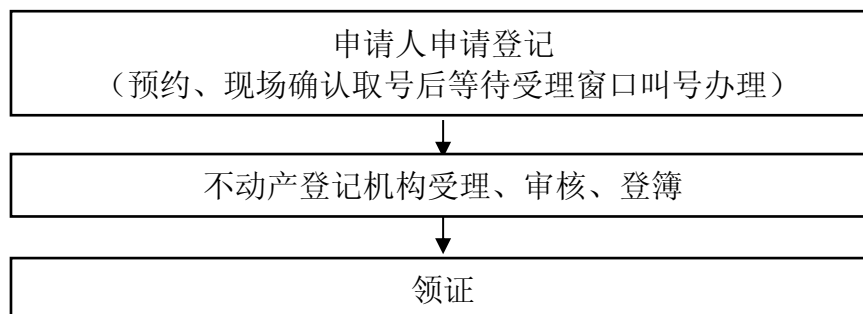 申请人申请登记
（预约、现场确认取号后等待受理窗口叫号办理）
不动产登记机构受理、审核、登簿
领证